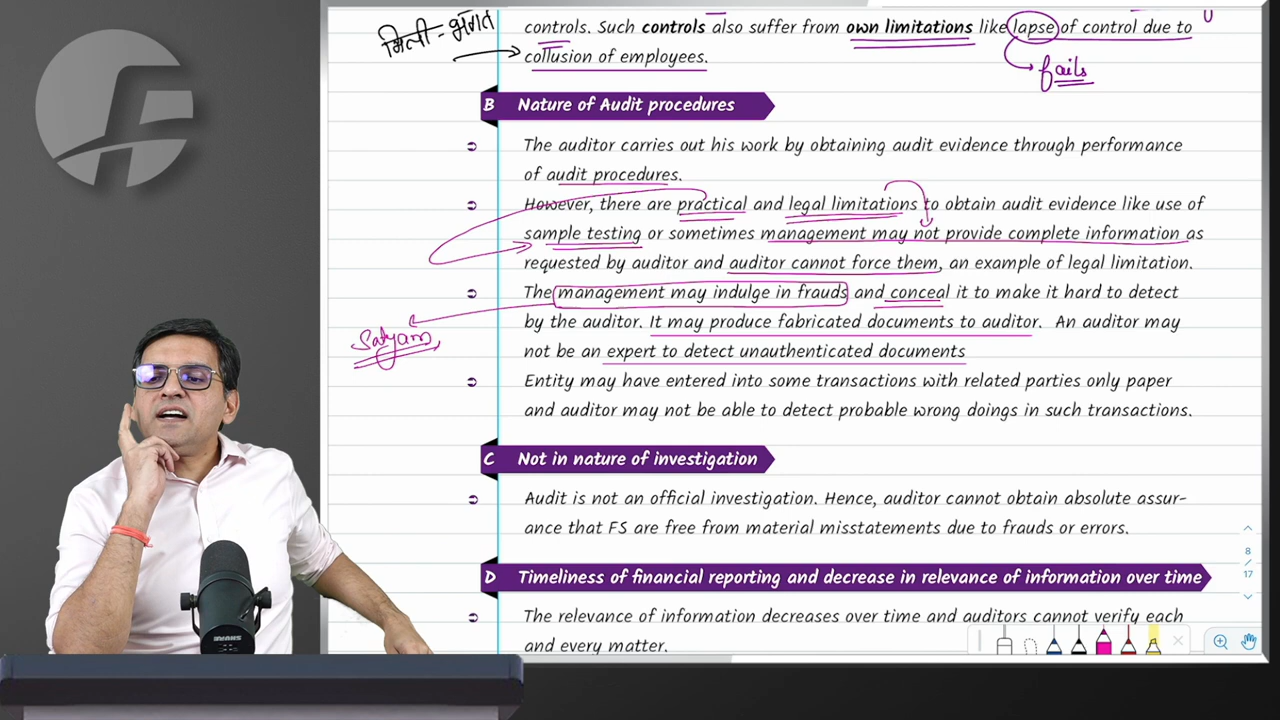 controls. Such controls also suffer from own limitations like lapse of control due to
मिली-भगत
collusion of employees.
fails
B Nature of Audit procedures
The auditor carries out his work by obtaining audit evidence through performance
of audit procedures.
However, there are practical and legal limitations to obtain audit evidence like use of
sample testing or sometimes management may not provide complete information as
requested by auditor and auditor cannot force them, an example of legal limitation.
The management may indulge in frauds and conceal it to make it hard to detect
by the auditor. It may produce fabricated documents to auditor. An auditor may
Satyam
not be an expert to detect unauthenticated documents
Entity may have entered into some transactions with related parties only paper
and auditor may not be able to detect probable wrong doings in such transactions.
C Not in nature of investigation
Audit is not an official investigation. Hence, auditor cannot obtain absolute assur-
ance that FS are free from material misstatements due to frauds or errors.
8
/
17
D Timeliness of financial reporting and decrease in relevance of information over time
The relevance of information decreases over time and auditors cannot verify each
and every matter.
SHURE